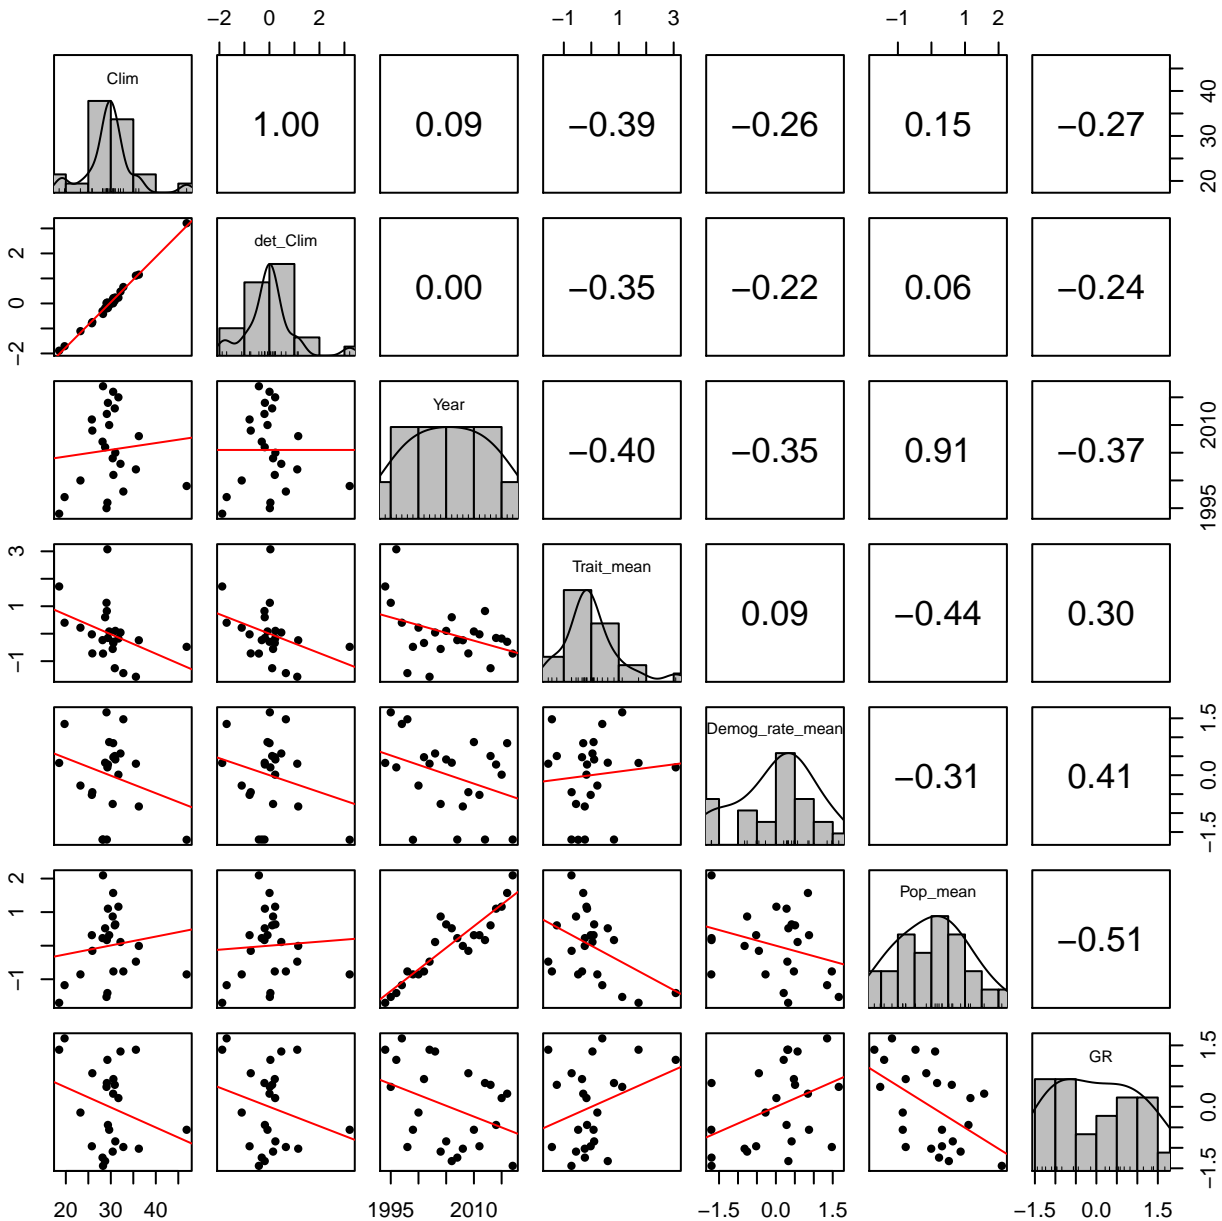 −2 0 2 −1 1 3 −1 1 2
Clim 1.00 0.09 −0.39 −0.26 0.15 −0.27 20 30 40
−2 0 2 det_Clim 0.00 −0.35 −0.22 0.06 −0.24
Year −0.40 −0.35 0.91 −0.37 1995 2010
−1 1 3 Trait_mean 0.09 −0.44 0.30
Demog_rate_mean −0.31 0.41 −1.5 0.0 1.5
−1 1 2 Pop_mean −0.51
GR −1.5 0.0 1.5
20 30 40 1995 2010 −1.5 0.0 1.5 −1.5 0.0 1.5